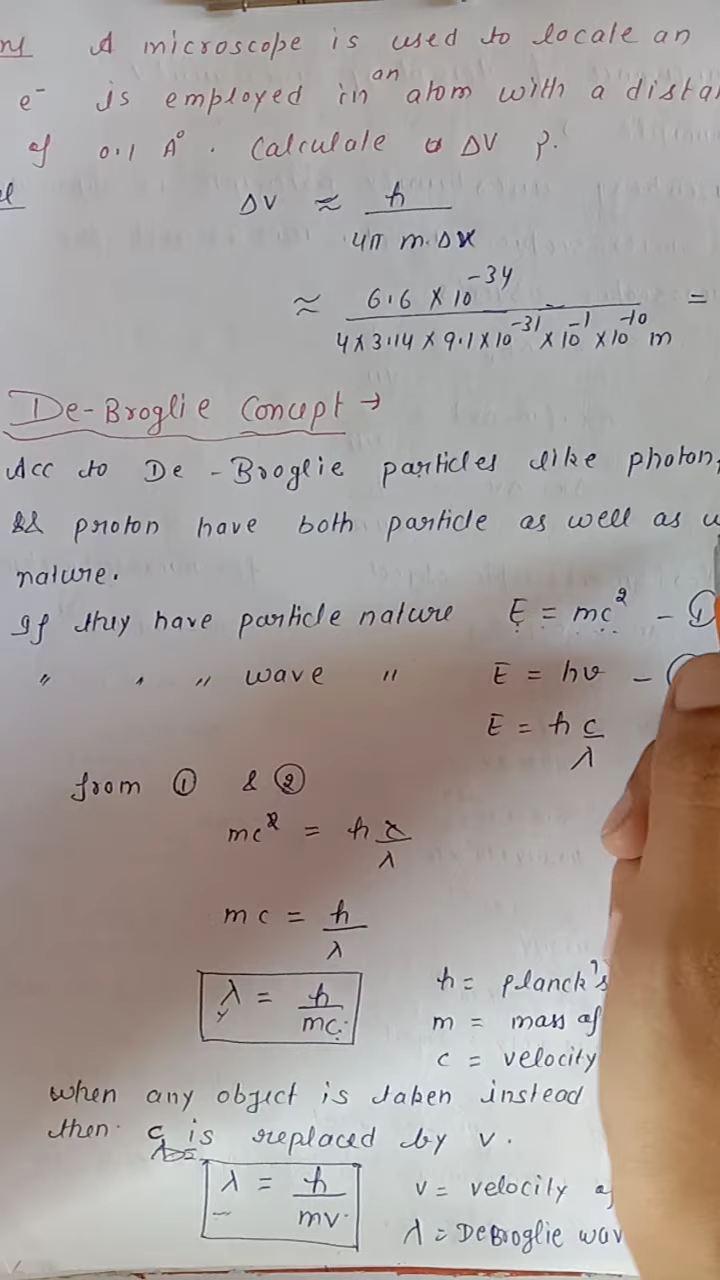 A microscope is used to locale an
e⁻ is employed in an atom with a dista
of 0.1 A° . Calculate ΔV ?.
ΔV ≈ h / 4π m.Δx
≈ 6.6 × 10⁻³⁴ / 4×3.14 × 9.1×10⁻³¹ × 10⁻¹ × 10⁻¹⁰ m =
De-Broglie Concept →
Acc to De-Broglie particles like photon,
&& proton have both particle as well as w
nature.
If they have particle nature E = mc² - ①
" , " wave " E = hν -
E = h c/λ
from ① & ②
mc² = h c/λ
mc = h/λ
λ = h/mc
h = planck's
m = mass of
c = velocity
when any object is taken instead
then c is replaced by v.
λ = h/mv
v = velocity of
λ = DeBroglie wav